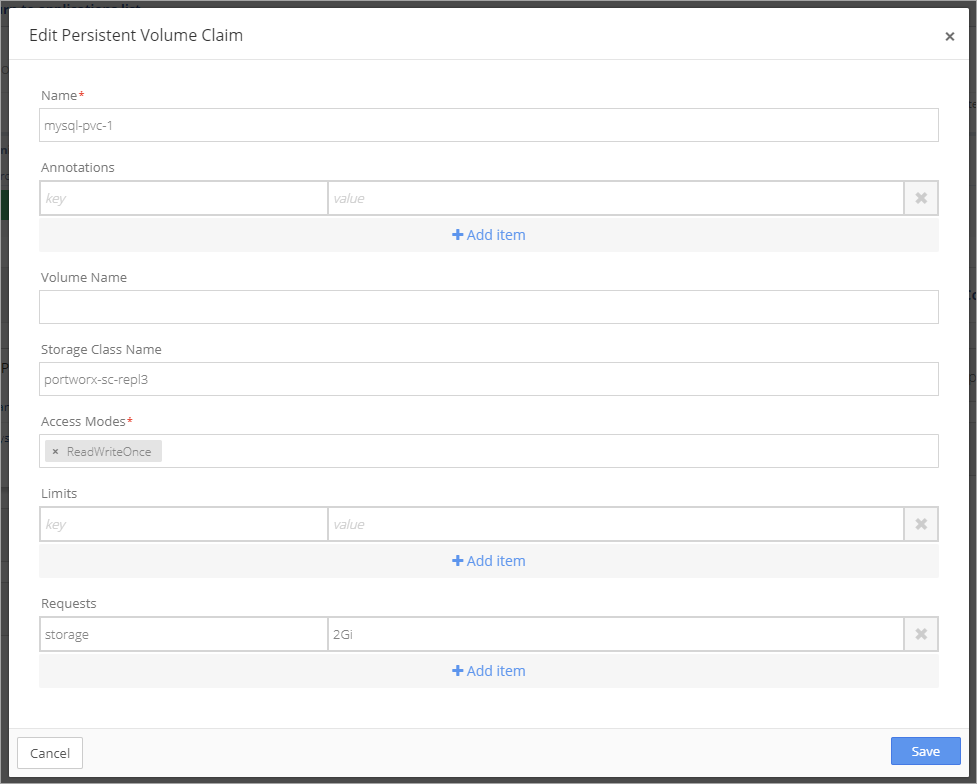 Edit Persistent Volume Claim ×
Name*
mysql-pvc-1
Annotations
key value
Add item
Volume Name
Storage Class Name
portworx-sc-repl3
Access Modes*
× ReadWriteOnce
Limits
key value
Add item
Requests
storage 2Gi
Add item
Cancel Save